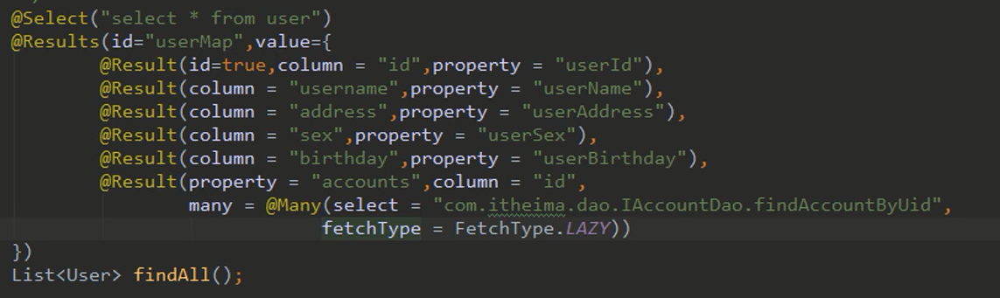 @Select("select * from user")
@Results(id="userMap",value={
@Result(id=true,column = "id",property = "userId"),
@Result(column = "username",property = "userName"),
@Result(column = "address",property = "userAddress"),
@Result(column = "sex",property = "userSex"),
@Result(column = "birthday",property = "userBirthday"),
@Result(property = "accounts",column = "id",
many = @Many(select = "com.itheima.dao.IAccountDao.findAccountByUid",
fetchType = FetchType.LAZY))
})
List<User> findAll();